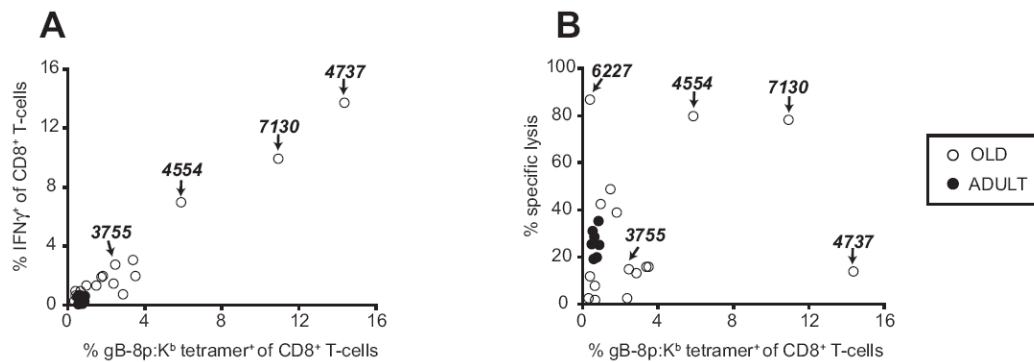 A
% IFNγ⁺ of CD8⁺ T-cells
16
12
8
4
0
4737
7130
4554
3755
0 4 8 12 16
% gB-8p:Kᵇ tetramer⁺ of CD8⁺ T-cells
B
% specific lysis
100
80
60
40
20
0
6227
4554
7130
3755
4737
0 4 8 12 16
% gB-8p:Kᵇ tetramer⁺ of CD8⁺ T-cells
OLD
ADULT